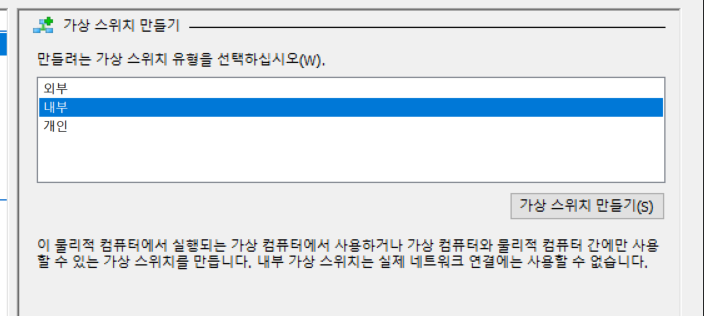 가상 스위치 만들기
만들려는 가상 스위치 유형을 선택하십시오(W).
외부
내부
개인
가상 스위치 만들기(S)
이 물리적 컴퓨터에서 실행되는 가상 컴퓨터에서 사용하거나 가상 컴퓨터와 물리적 컴퓨터 간에만 사용
할 수 있는 가상 스위치를 만듭니다. 내부 가상 스위치는 실제 네트워크 연결에는 사용할 수 없습니다.